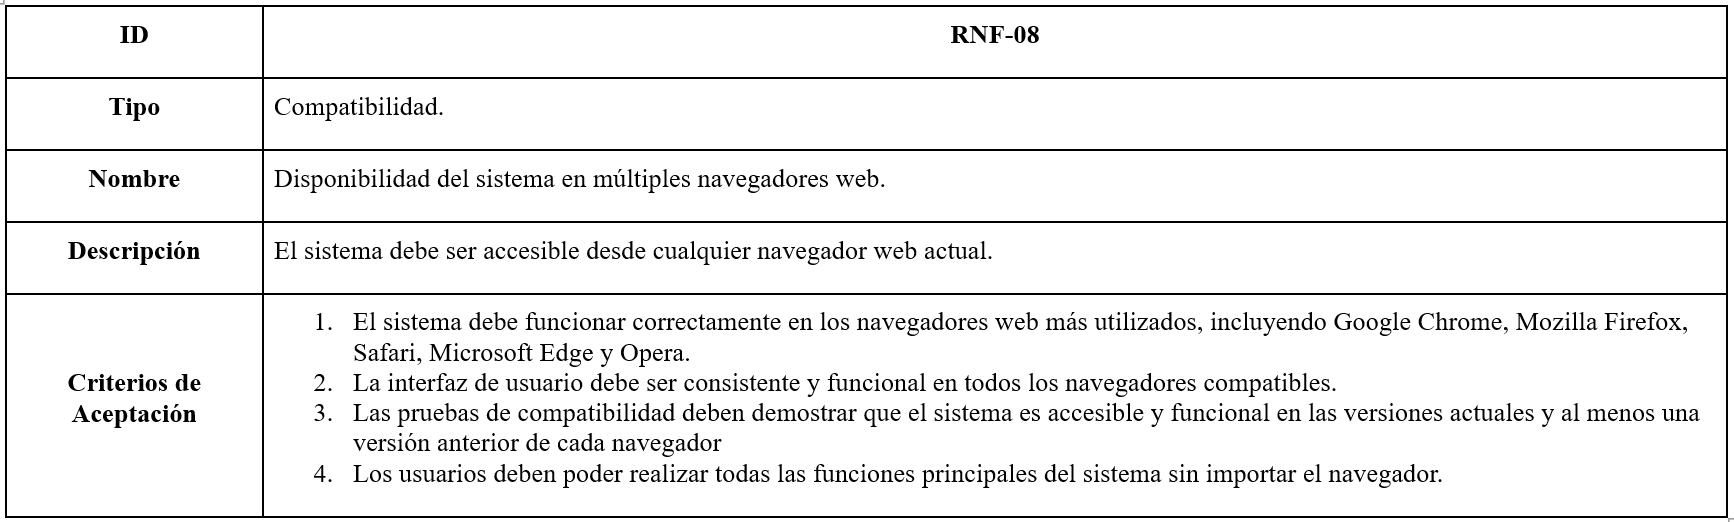 ID
RNF-08
Tipo
Compatibilidad.
Nombre
Disponibilidad del sistema en múltiples navegadores web.
Descripción
El sistema debe ser accesible desde cualquier navegador web actual.
Criterios de
Aceptación
1. El sistema debe funcionar correctamente en los navegadores web más utilizados, incluyendo Google Chrome, Mozilla Firefox,
Safari, Microsoft Edge y Opera.
2. La interfaz de usuario debe ser consistente y funcional en todos los navegadores compatibles.
3. Las pruebas de compatibilidad deben demostrar que el sistema es accesible y funcional en las versiones actuales y al menos una
versión anterior de cada navegador
4. Los usuarios deben poder realizar todas las funciones principales del sistema sin importar el navegador.